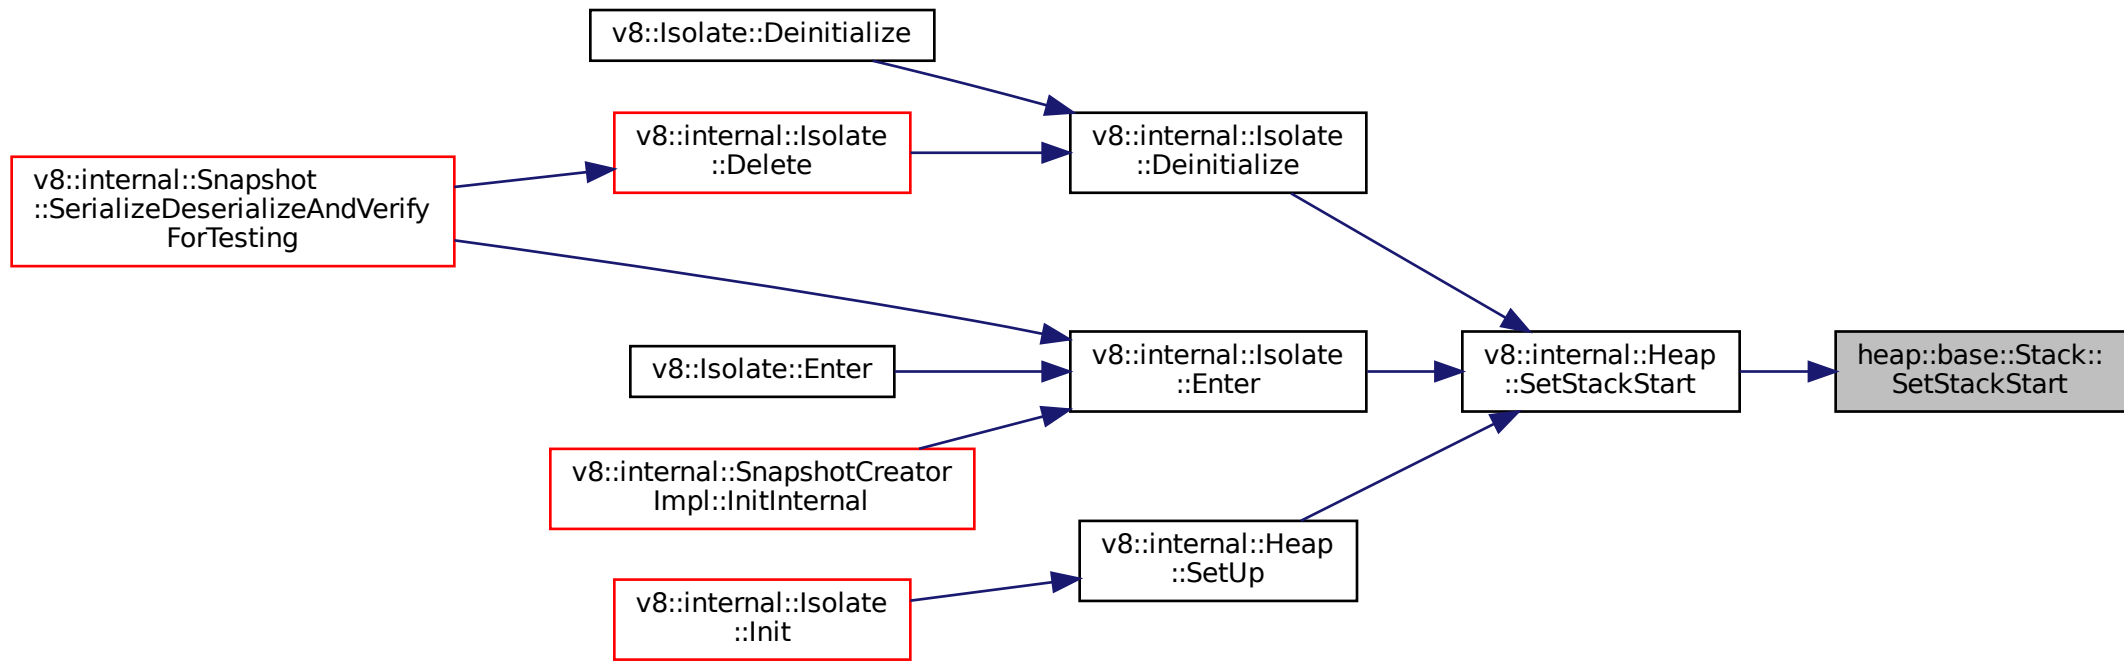 v8::Isolate::Deinitialize
v8::internal::Isolate
::Delete
v8::internal::Isolate
::Deinitialize
v8::internal::Snapshot
::SerializeDeserializeAndVerify
ForTesting
v8::Isolate::Enter
v8::internal::Isolate
::Enter
v8::internal::Heap
::SetStackStart
heap::base::Stack::
SetStackStart
v8::internal::SnapshotCreator
Impl::InitInternal
v8::internal::Heap
::SetUp
v8::internal::Isolate
::Init